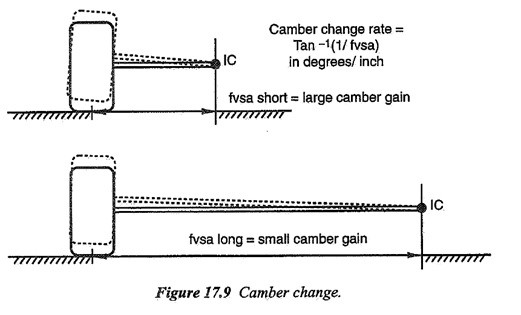 Camber change rate =
Tan ⁻¹(1/ fvsa)
in degrees/ inch
IC
fvsa short = large camber gain
IC
fvsa long = small camber gain
Figure 17.9 Camber change.